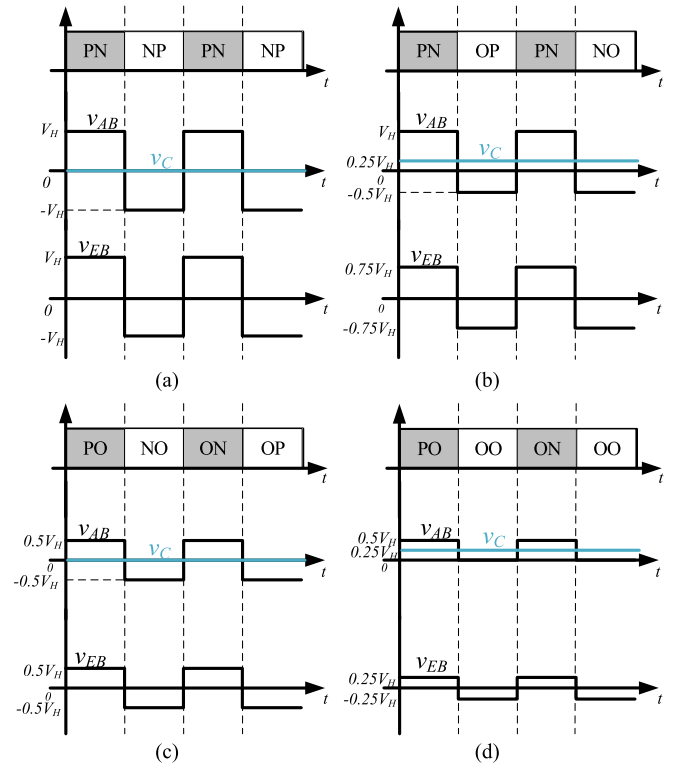 PN NP PN NP
t
V_H
v_AB
v_C
0
t
-V_H
V_H
v_EB
0
t
-V_H
(a)
PN OP PN NO
t
V_H
v_AB
v_C
0.25V_H
0
t
-0.5V_H
0.75V_H
v_EB
0
t
-0.75V_H
(b)
PO NO ON OP
t
0.5V_H
v_AB
v_C
0
t
-0.5V_H
v_EB
0.5V_H
0
t
-0.5V_H
(c)
PO OO ON OO
t
0.5V_H
v_AB
v_C
0.25V_H
0
t
v_EB
0.25V_H
-0.25V_H
t
(d)